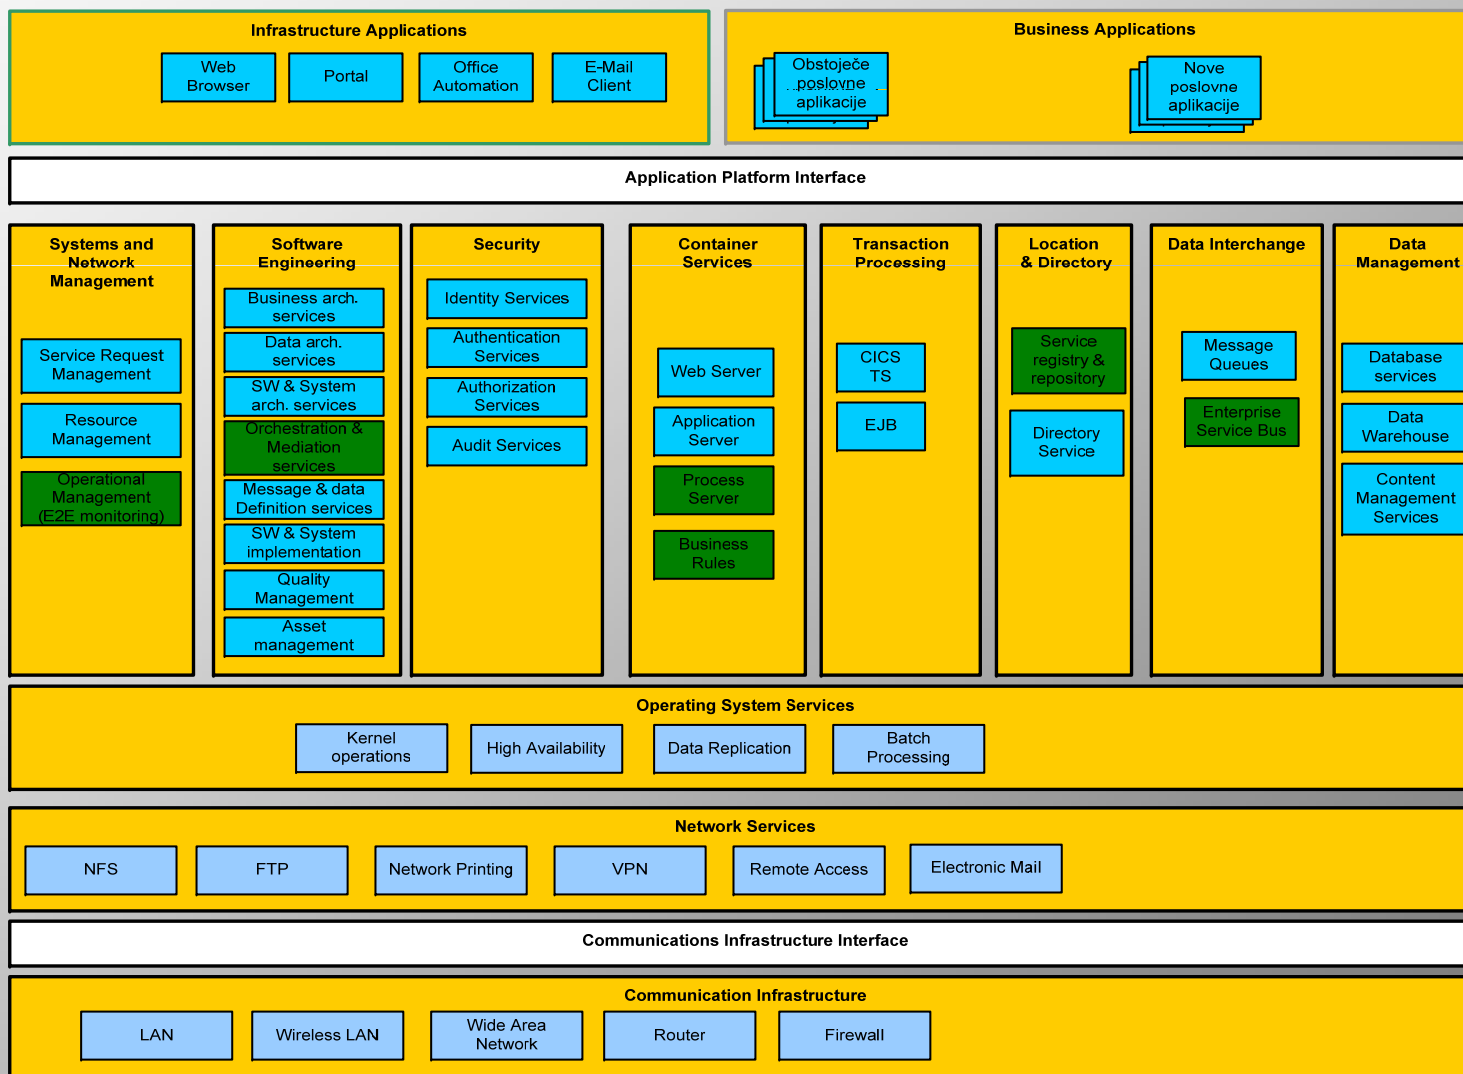 Infrastructure Applications
Web
Browser
Portal
Office
Automation
E-Mail
Client
Business Applications
Obstoječe
poslovne
aplikacije
Nove
poslovne
aplikacije
Application Platform Interface
Systems and
Network
Management
Service Request
Management
Resource
Management
Operational
Management
(E2E monitoring)
Software
Engineering
Business arch.
services
Data arch.
services
SW & System
arch. services
Orchestration &
Mediation
services
Message & data
Definition services
SW & System
implementation
Quality
Management
Asset
management
Security
Identity Services
Authentication
Services
Authorization
Services
Audit Services
Container
Services
Web Server
Application
Server
Process
Server
Business
Rules
Transaction
Processing
CICS
TS
EJB
Location
& Directory
Service
registry &
repository
Directory
Service
Data Interchange
Message
Queues
Enterprise
Service Bus
Data
Management
Database
services
Data
Warehouse
Content
Management
Services
Operating System Services
Kernel
operations
High Availability
Data Replication
Batch
Processing
Network Services
NFS
FTP
Network Printing
VPN
Remote Access
Electronic Mail
Communications Infrastructure Interface
Communication Infrastructure
LAN
Wireless LAN
Wide Area
Network
Router
Firewall